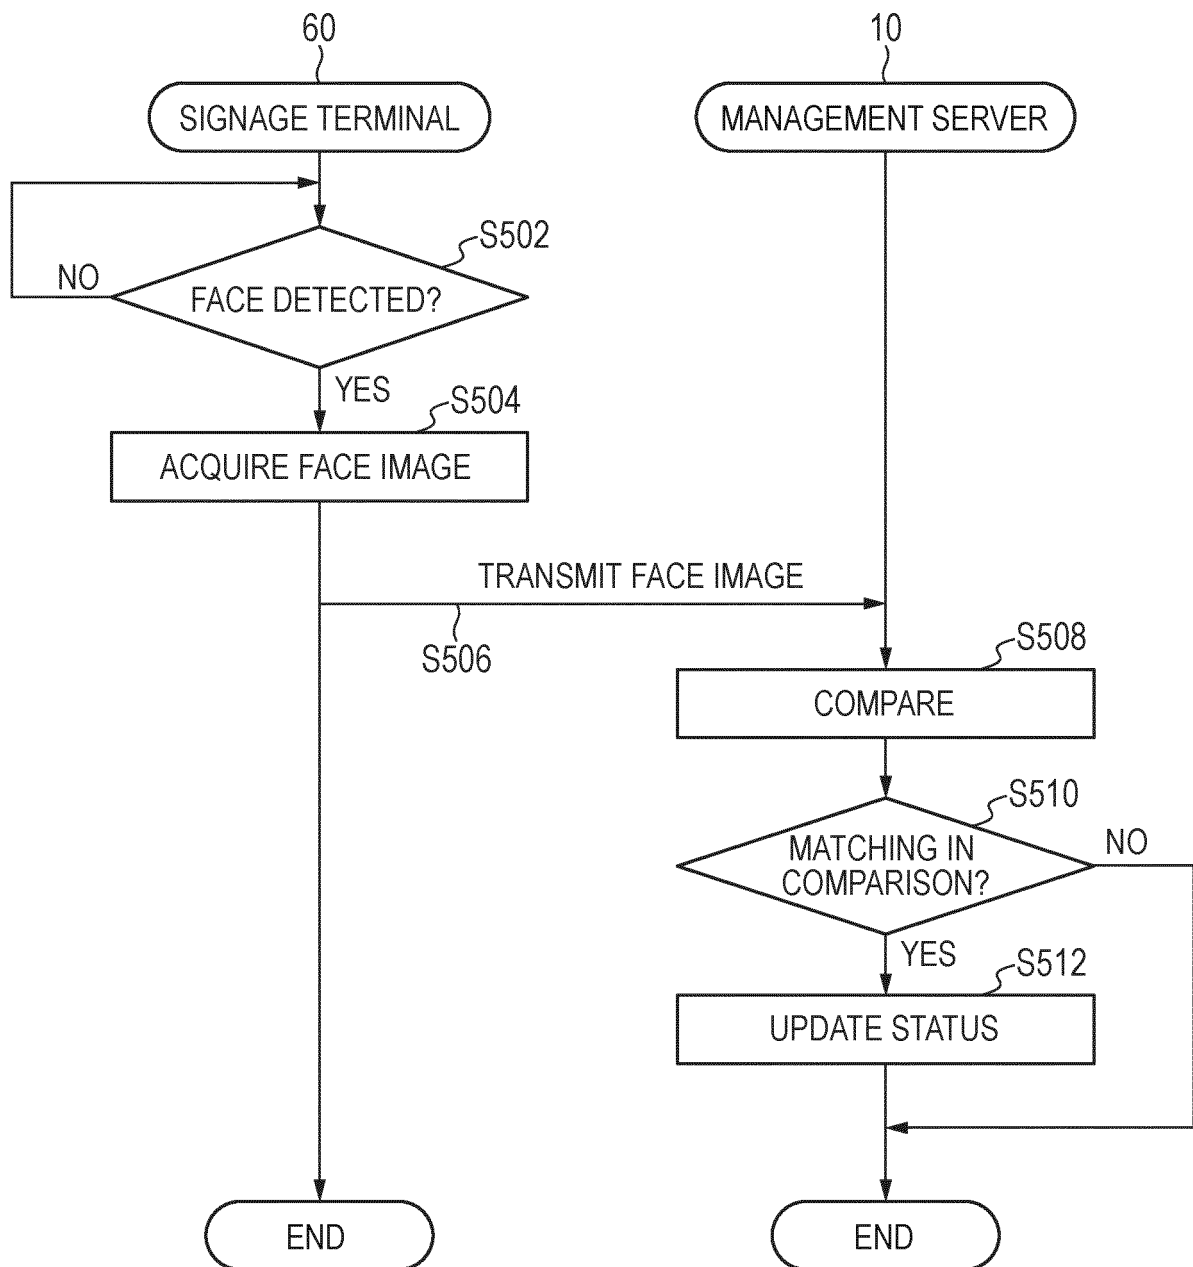 60
10
SIGNAGE TERMINAL
MANAGEMENT SERVER
S502
NO
FACE DETECTED?
YES
S504
ACQUIRE FACE IMAGE
TRANSMIT FACE IMAGE
S506
S508
COMPARE
S510
NO
MATCHING IN
COMPARISON?
YES
S512
UPDATE STATUS
END
END